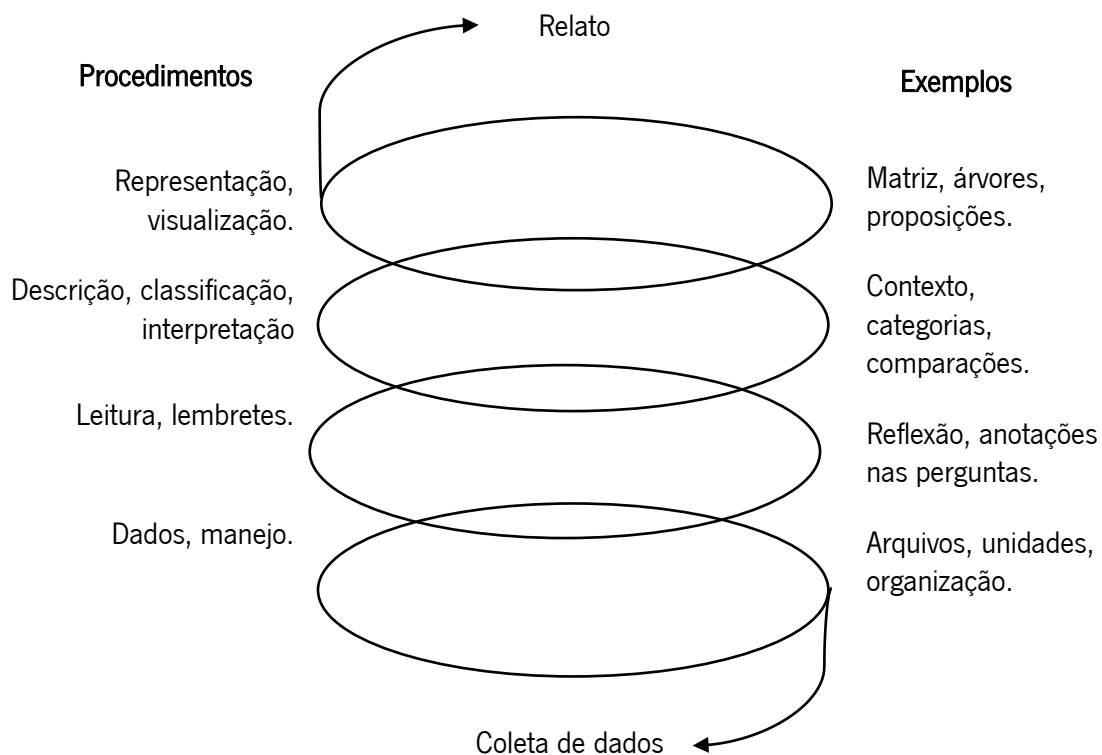 Relato
Procedimentos
Exemplos
Representação,
visualização.
Matriz, árvores,
proposições.
Descrição, classificação,
interpretação
Contexto,
categorias,
comparações.
Leitura, lembretes.
Reflexão, anotações
nas perguntas.
Dados, manejo.
Arquivos, unidades,
organização.
Coleta de dados